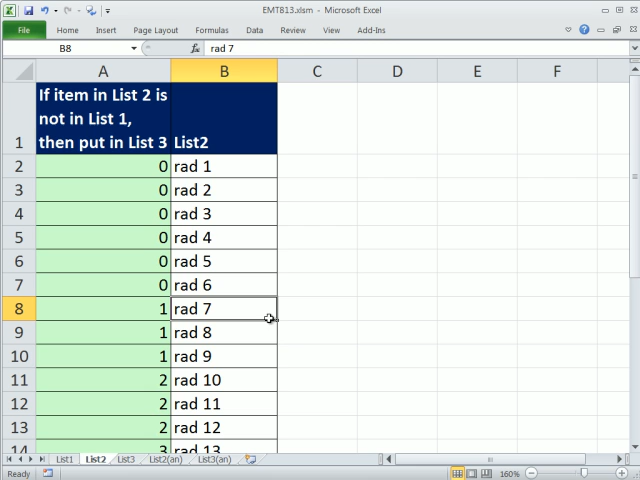 EMT813.xlsm - Microsoft Excel
File Home Insert Page Layout Formulas Data Review View Add-Ins
B8 fx rad 7
A B C D E F
If item in List 2 is
not in List 1,
1 then put in List 3 List2
2 0 rad 1
3 0 rad 2
4 0 rad 3
5 0 rad 4
6 0 rad 5
7 0 rad 6
8 1 rad 7
9 1 rad 8
10 1 rad 9
11 2 rad 10
12 2 rad 11
13 2 rad 12
14 3 rad 13
List1 List2 List3 List2(an) List3(an)
Ready 160%